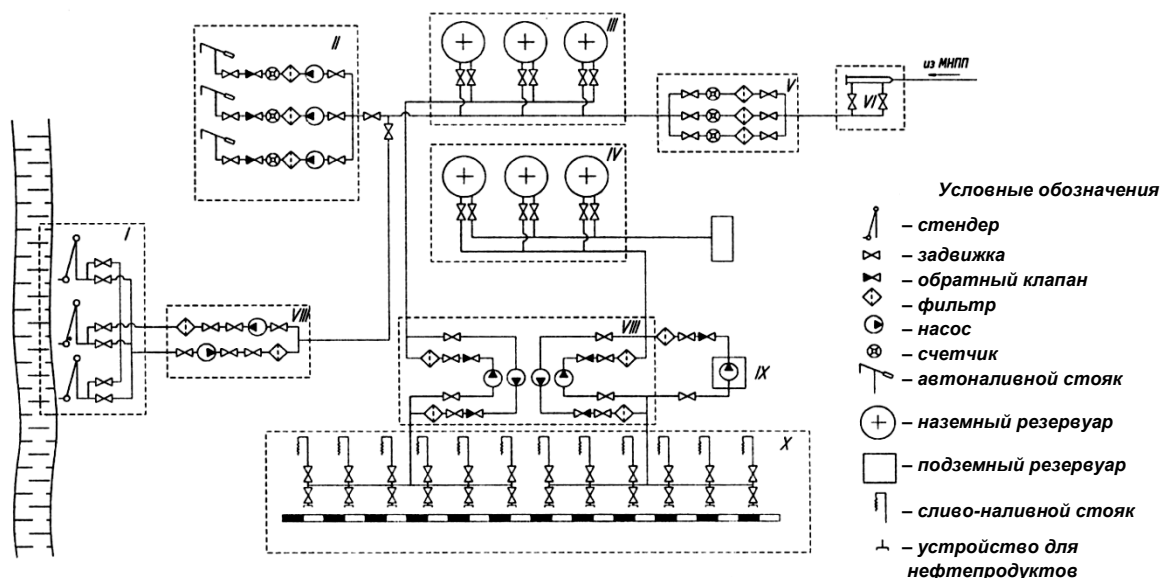 II
III
из МНПП
V
VI
IV
Условные обозначения
– стендер
– задвижка
– обратный клапан
– фильтр
– насос
– счетчик
– автоналивной стояк
– наземный резервуар
– подземный резервуар
– сливо-наливной стояк
– устройство для
нефтепродуктов
I
VIII
VIII
IX
X